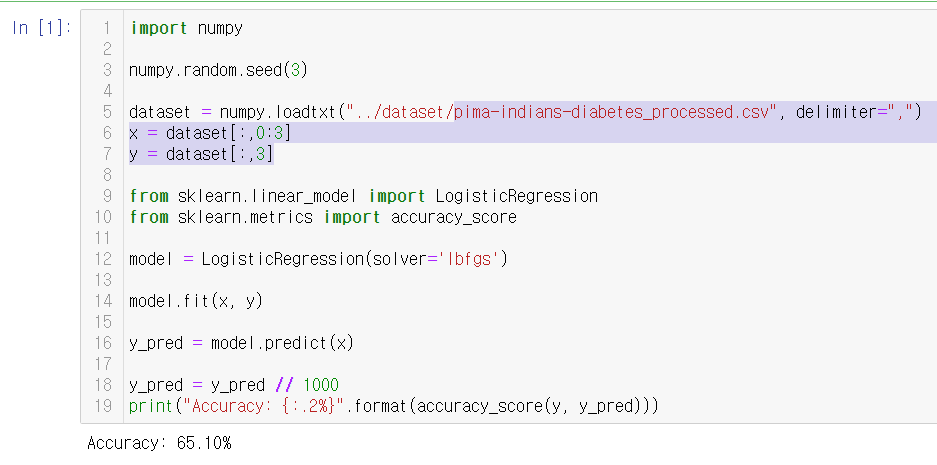 In [1]:
1 import numpy
2
3 numpy.random.seed(3)
4
5 dataset = numpy.loadtxt("../dataset/pima-indians-diabetes_processed.csv", delimiter=",")
6 x = dataset[:,0:3]
7 y = dataset[:,3]
8
9 from sklearn.linear_model import LogisticRegression
10 from sklearn.metrics import accuracy_score
11
12 model = LogisticRegression(solver='lbfgs')
13
14 model.fit(x, y)
15
16 y_pred = model.predict(x)
17
18 y_pred = y_pred // 1000
19 print("Accuracy: {:.2%}".format(accuracy_score(y, y_pred)))
Accuracy: 65.10%